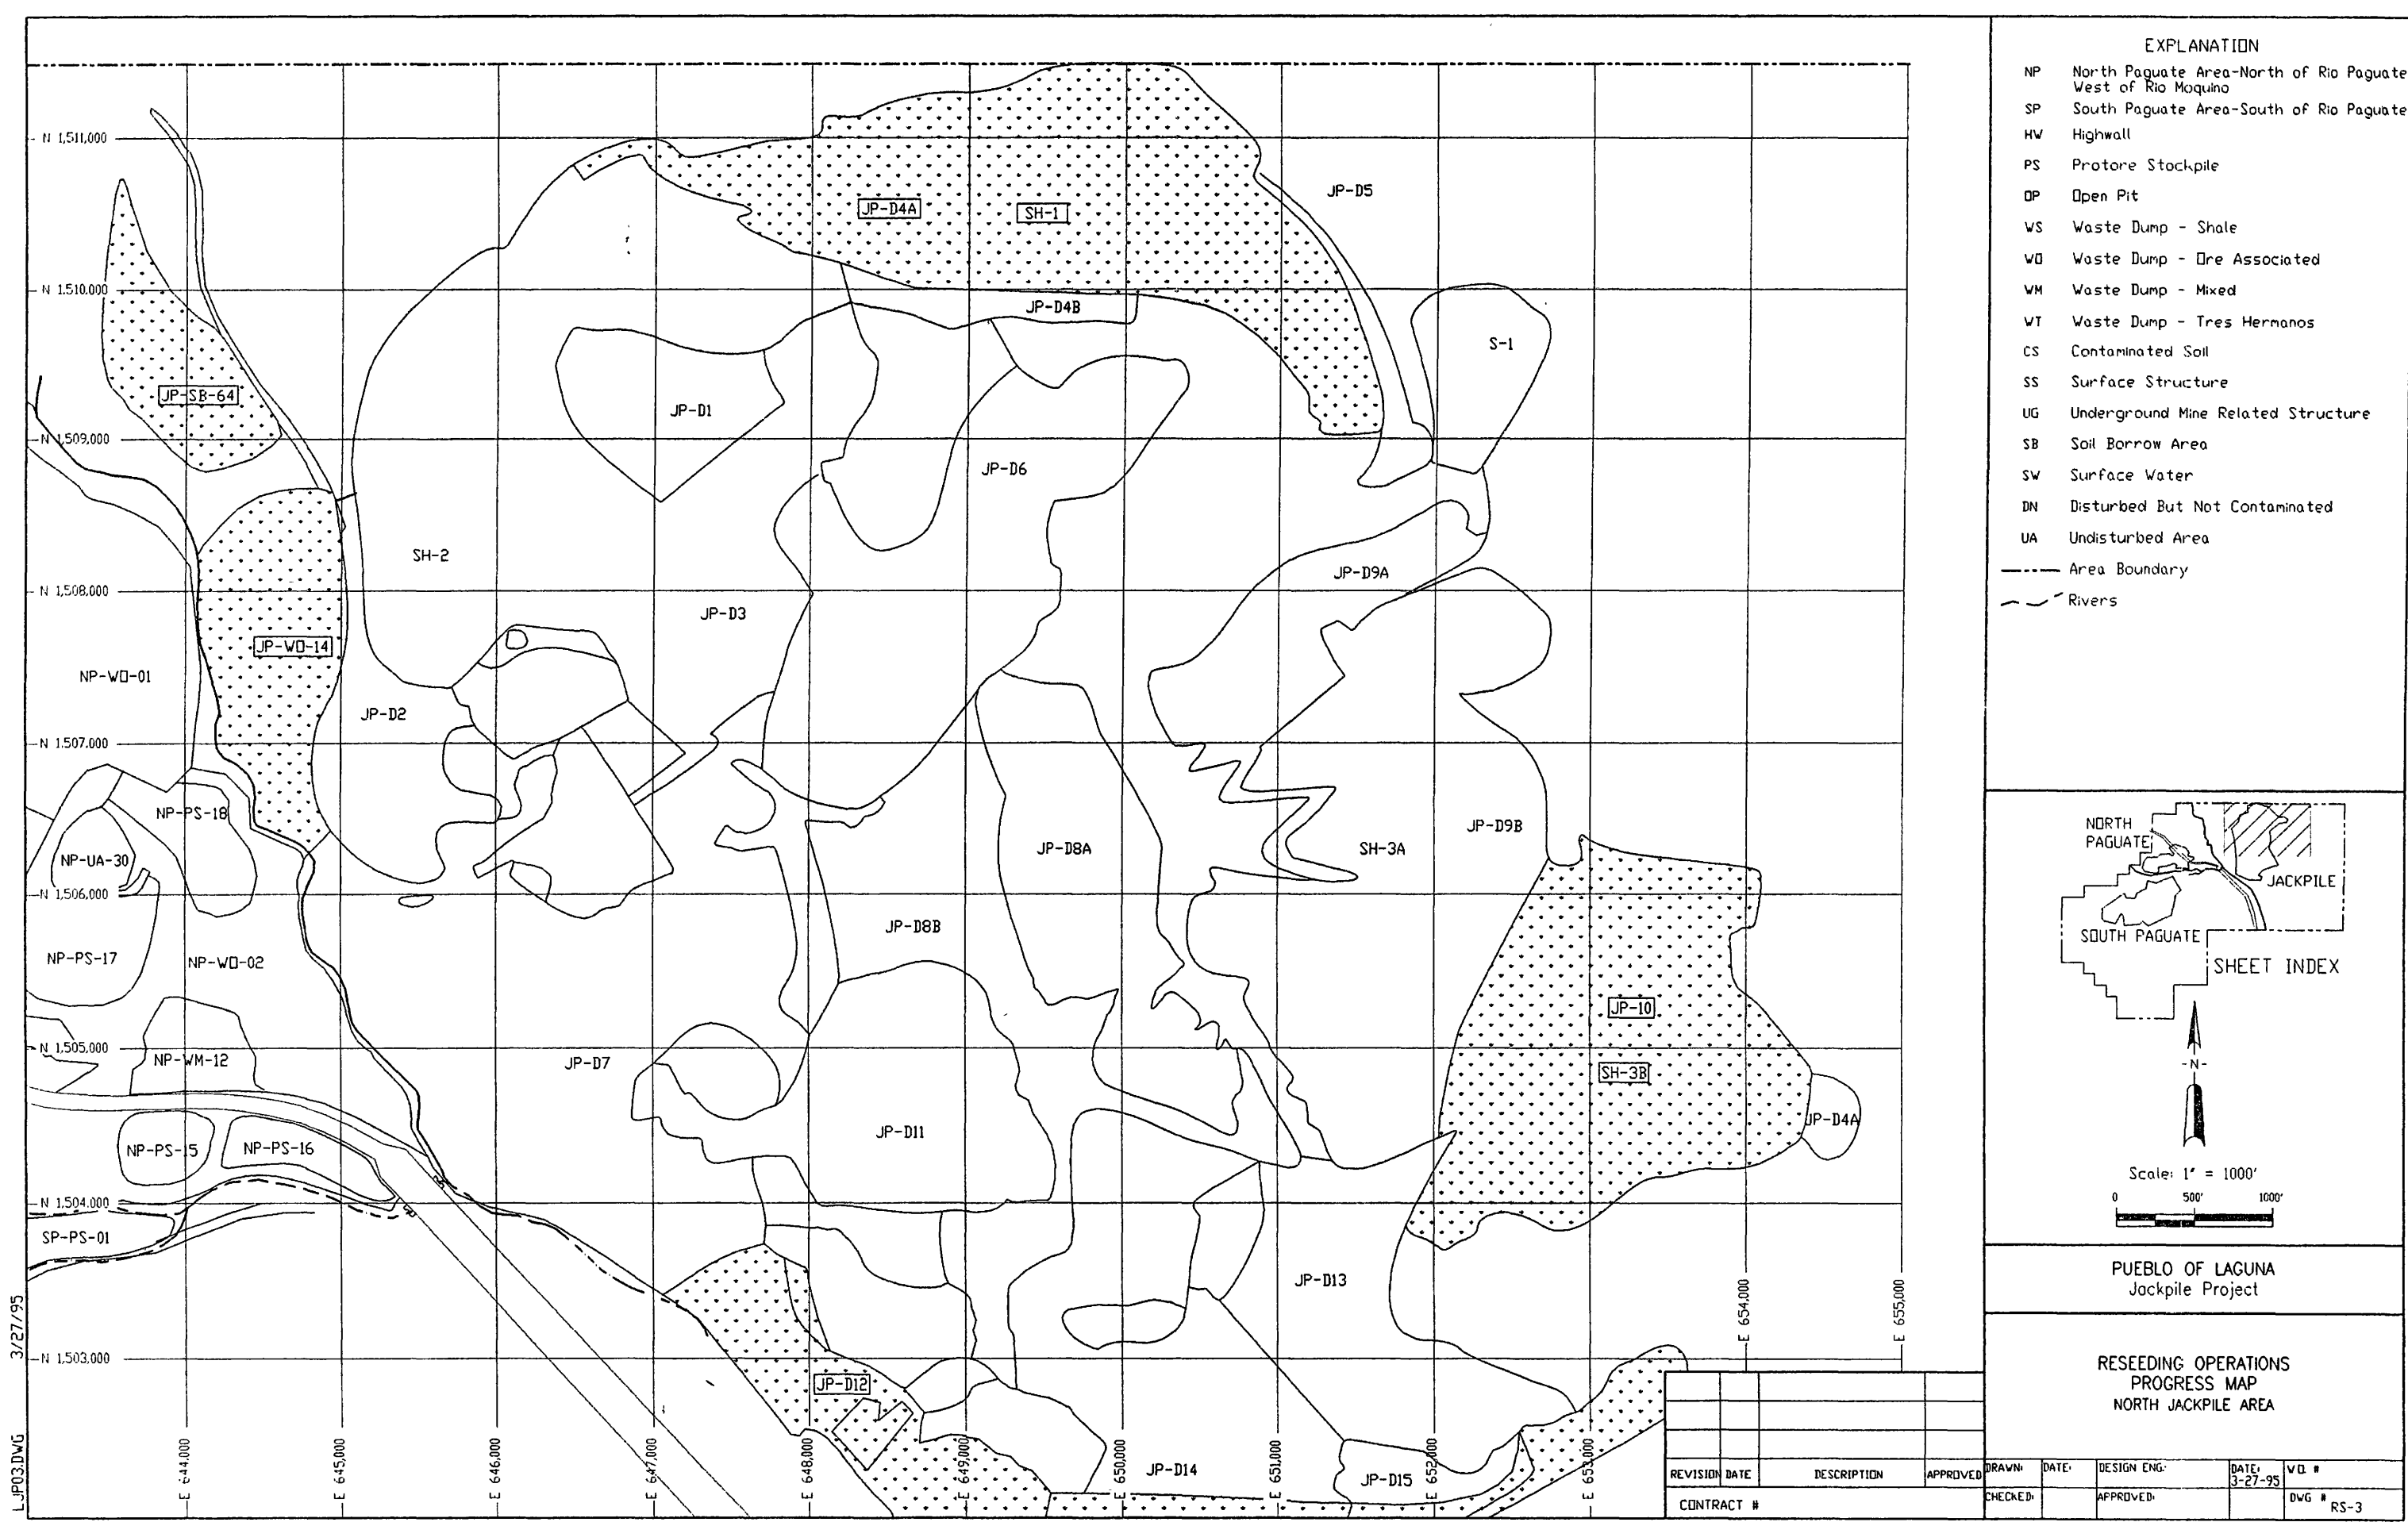 EXPLANATION
NP North Paguate Area-North of Rio Paguate
West of Rio Moquino
SP South Paguate Area-South of Rio Paguate
HW Highwall
PS Protore Stockpile
OP Open Pit
WS Waste Dump - Shale
WO Waste Dump - Ore Associated
WM Waste Dump - Mixed
WT Waste Dump - Tres Hermanos
CS Contaminated Soil
SS Surface Structure
UG Underground Mine Related Structure
SB Soil Borrow Area
SW Surface Water
DN Disturbed But Not Contaminated
UA Undisturbed Area
Area Boundary
Rivers
N 1,511,000
JP-D5
JP-D4A
SH-1
N 1,510,000
JP-D4B
S-1
JP-SB-64
JP-D1
N 1,509,000
JP-D6
SH-2
JP-D9A
N 1,508,000
JP-D3
JP-WO-14
NP-WO-01
JP-D2
N 1,507,000
NP-PS-18
JP-D9B
NP-UA-30
JP-D8A
SH-3A
N 1,506,000
JP-D8B
NP-PS-17
NP-WO-02
JP-10
N 1,505,000
NP-WM-12
JP-D7
SH-3B
JP-D4A
NP-PS-15
NP-PS-16
JP-D11
N 1,504,000
SP-PS-01
JP-D13
N 1,503,000
JP-D12
JP-D14
JP-D15
E 644,000
E 645,000
E 646,000
E 647,000
E 648,000
E 649,000
E 650,000
E 651,000
E 652,000
E 653,000
E 654,000
E 655,000
LJP03.DWG 3/27/95
NORTH
PAGUATE
JACKPILE
SOUTH PAGUATE
SHEET INDEX
-N-
Scale: 1" = 1000'
0 500' 1000'
PUEBLO OF LAGUNA
Jackpile Project
RESEEDING OPERATIONS
PROGRESS MAP
NORTH JACKPILE AREA
REVISION DATE DESCRIPTION APPROVED
CONTRACT #
DRAWN: DATE: DESIGN ENG.: DATE: W.O. #
3-27-95
CHECKED: APPROVED: DWG # RS-3